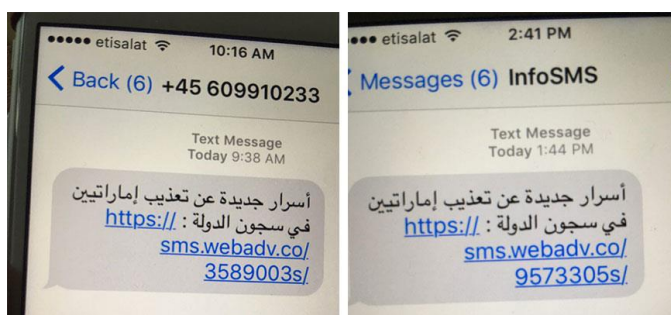 etisalat
10:16 AM
Back (6) +45 609910233
Text Message
Today 9:38 AM
أسرار جديدة عن تعذيب إماراتيين
في سجون الدولة : https://
sms.webadv.co/
3589003s/
etisalat
2:41 PM
Messages (6) InfoSMS
Text Message
Today 1:44 PM
أسرار جديدة عن تعذيب إماراتيين
في سجون الدولة : https://
sms.webadv.co/
9573305s/